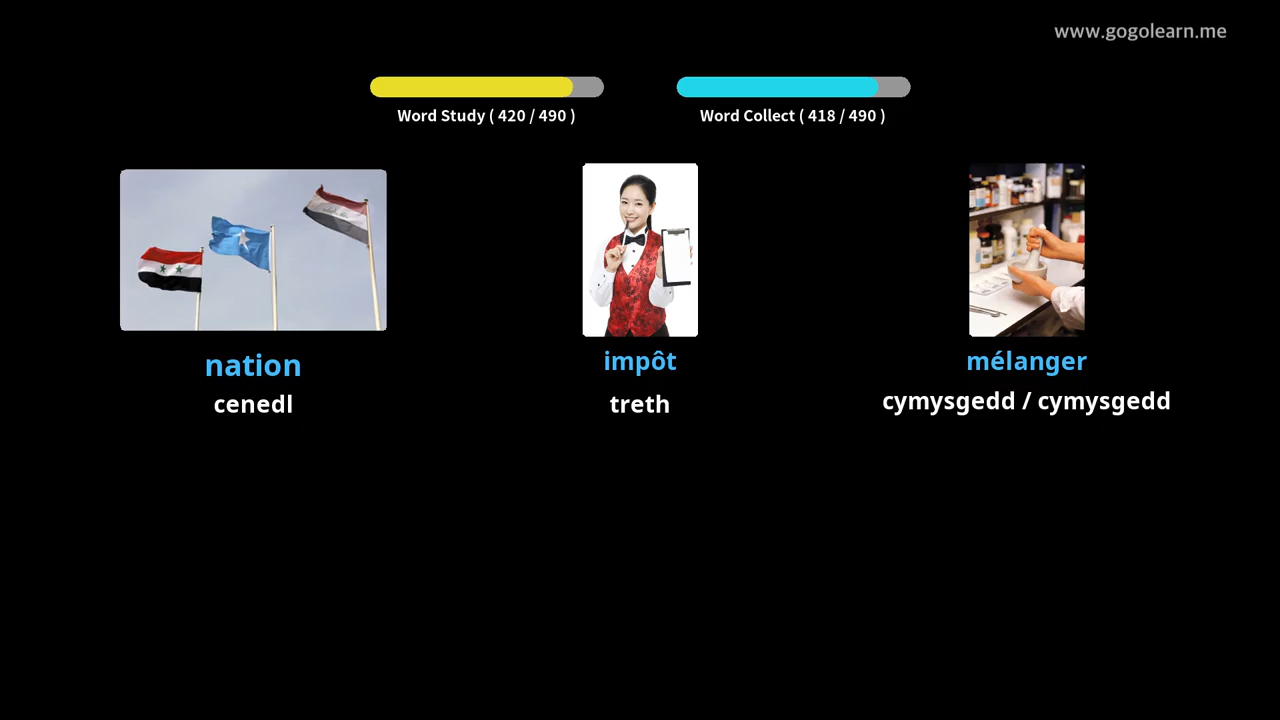 www.gogolearn.me
Word Study ( 420 / 490 )
Word Collect ( 418 / 490 )
nation
cenedl
impôt
treth
mélanger
cymysgedd / cymysgedd